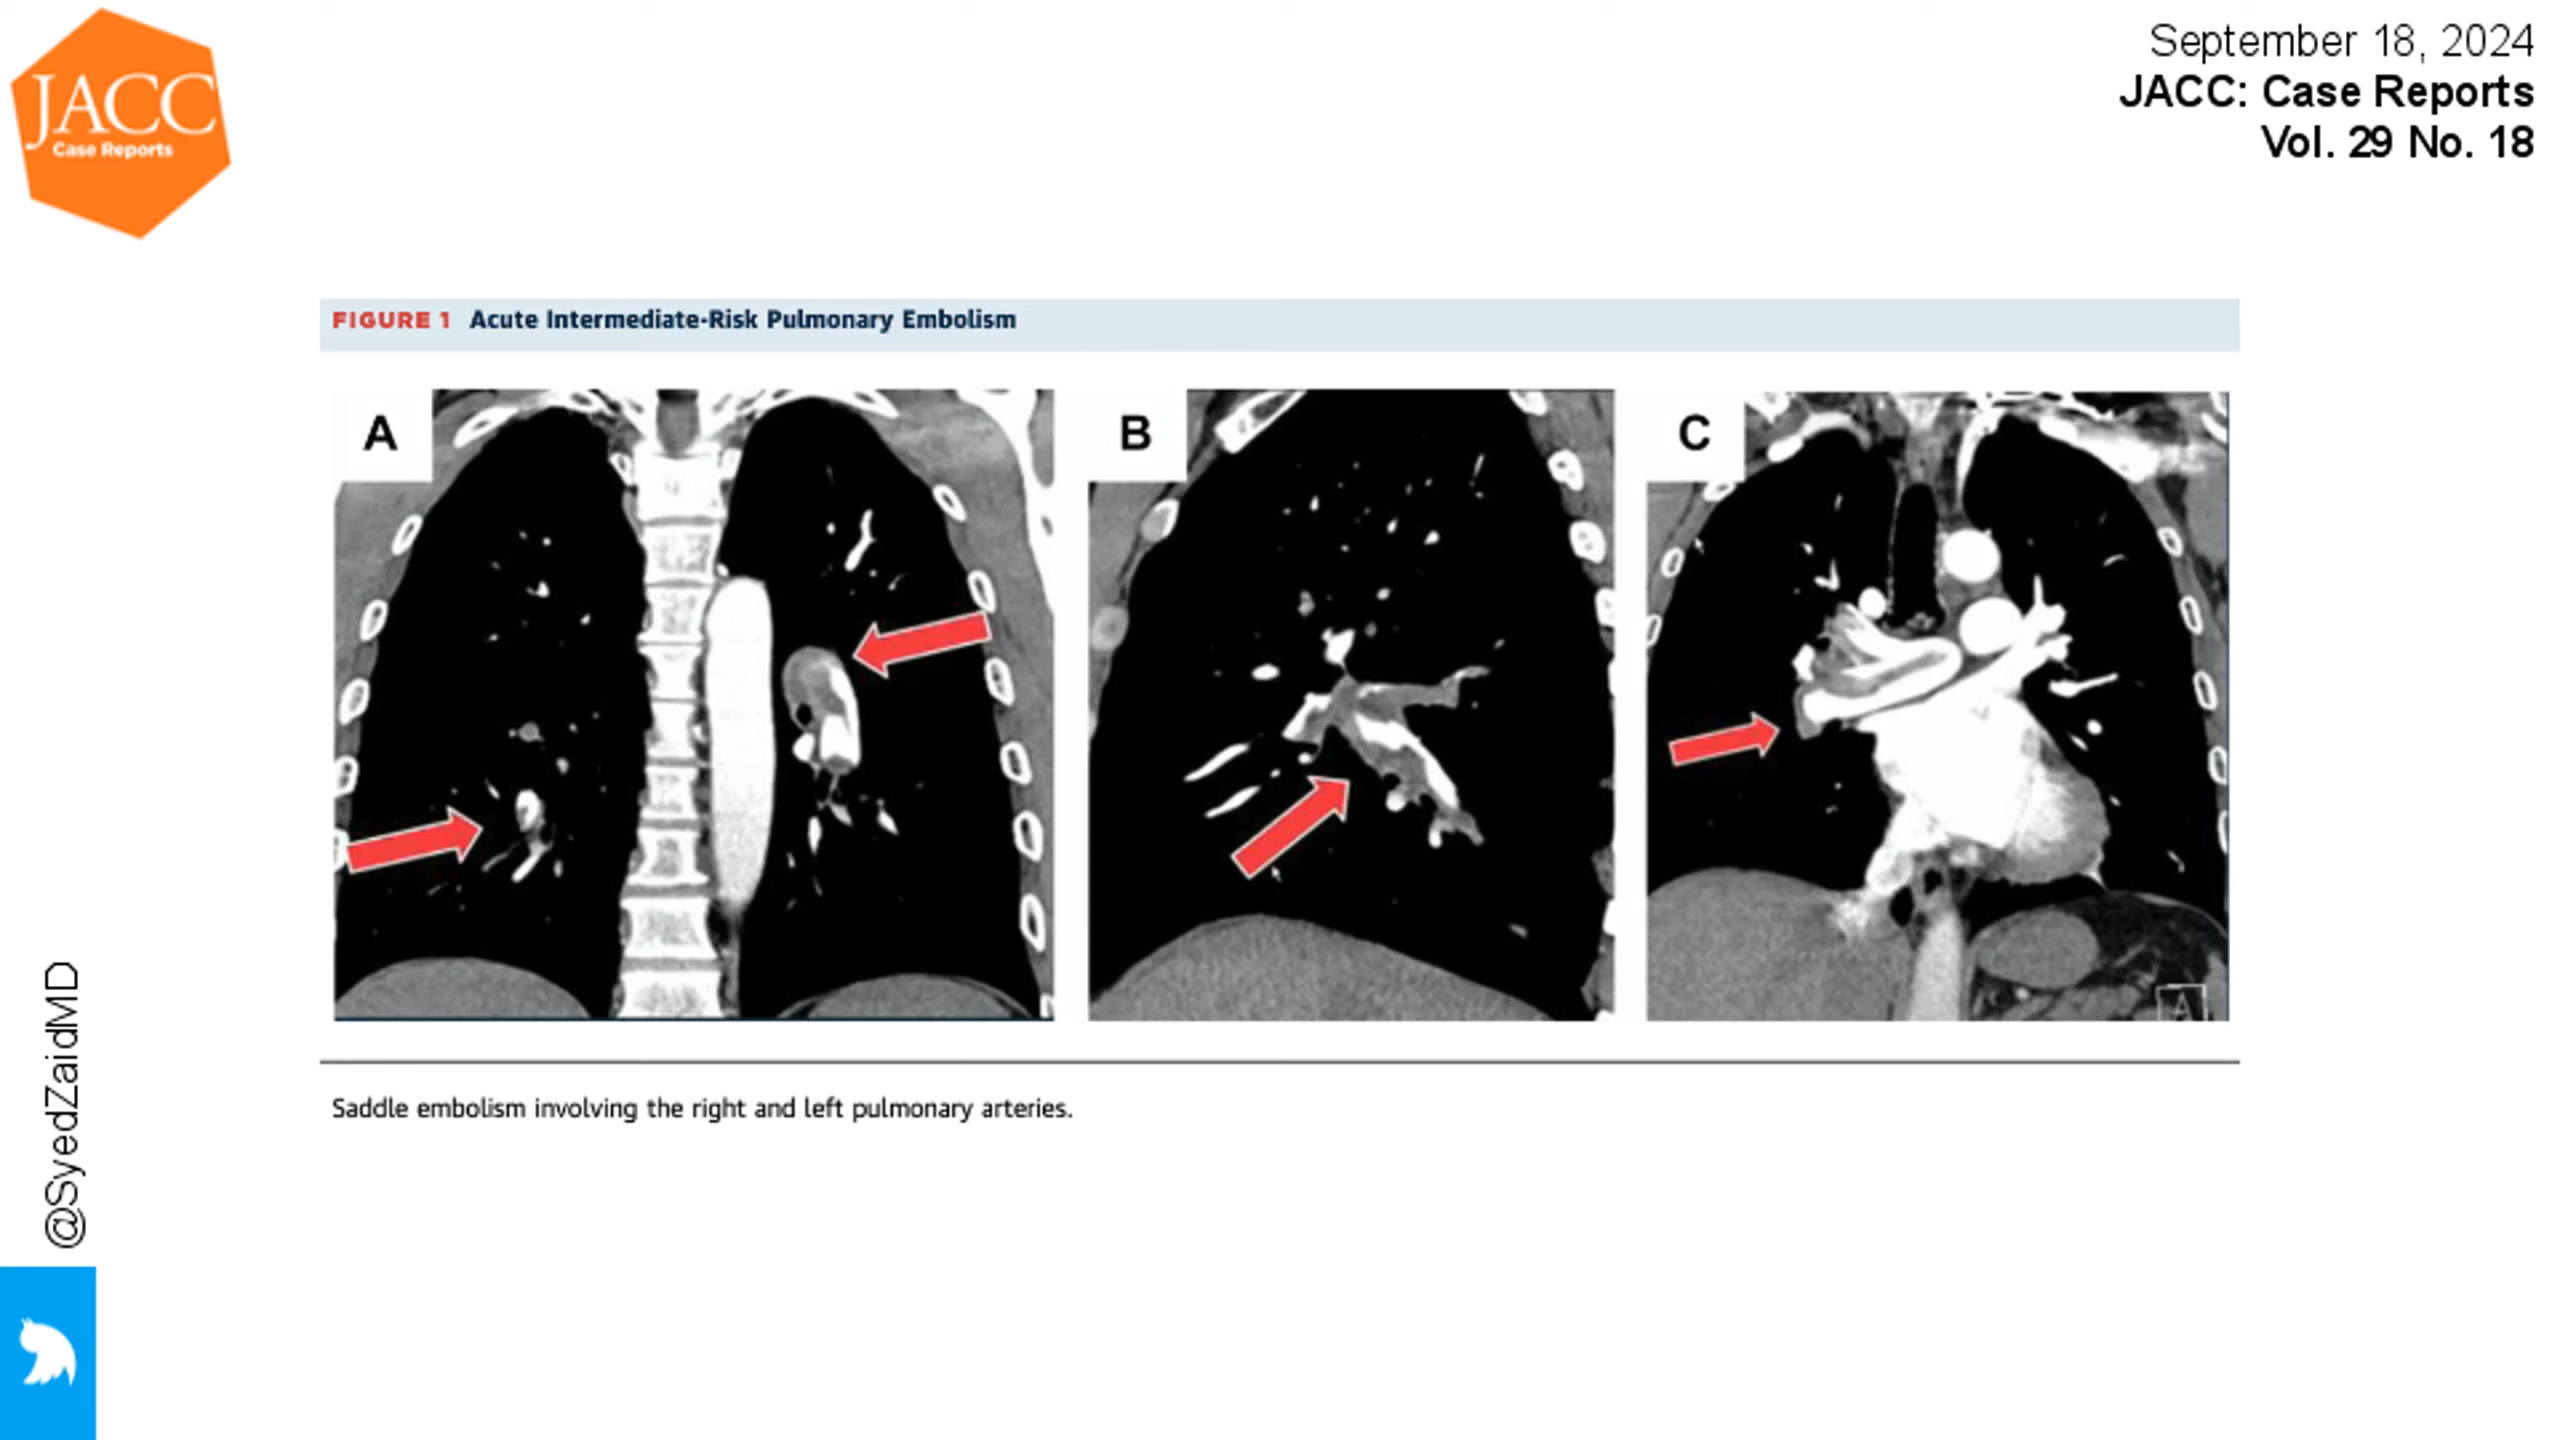 JACC
Case Reports
September 18, 2024
JACC: Case Reports
Vol. 29 No. 18
FIGURE 1 Acute Intermediate-Risk Pulmonary Embolism
A
B
C
A
Saddle embolism involving the right and left pulmonary arteries.
@SyedZaidMD